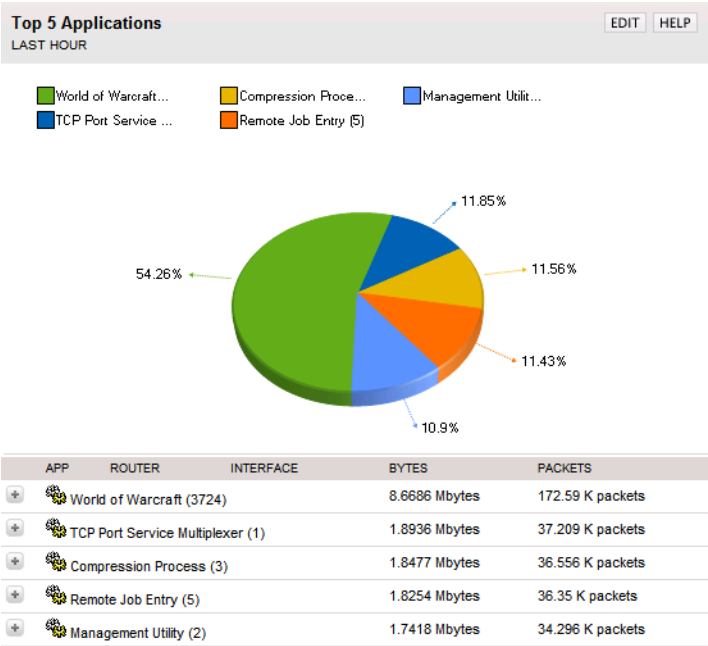 Top 5 Applications
EDIT HELP
LAST HOUR
World of Warcraft... Compression Proce... Management Utilit...
TCP Port Service ... Remote Job Entry (5)
11.85%
54.26%
11.56%
11.43%
10.9%
APP ROUTER INTERFACE BYTES PACKETS
World of Warcraft (3724) 8.6686 Mbytes 172.59 K packets
TCP Port Service Multiplexer (1) 1.8936 Mbytes 37.209 K packets
Compression Process (3) 1.8477 Mbytes 36.556 K packets
Remote Job Entry (5) 1.8254 Mbytes 36.35 K packets
Management Utility (2) 1.7418 Mbytes 34.296 K packets